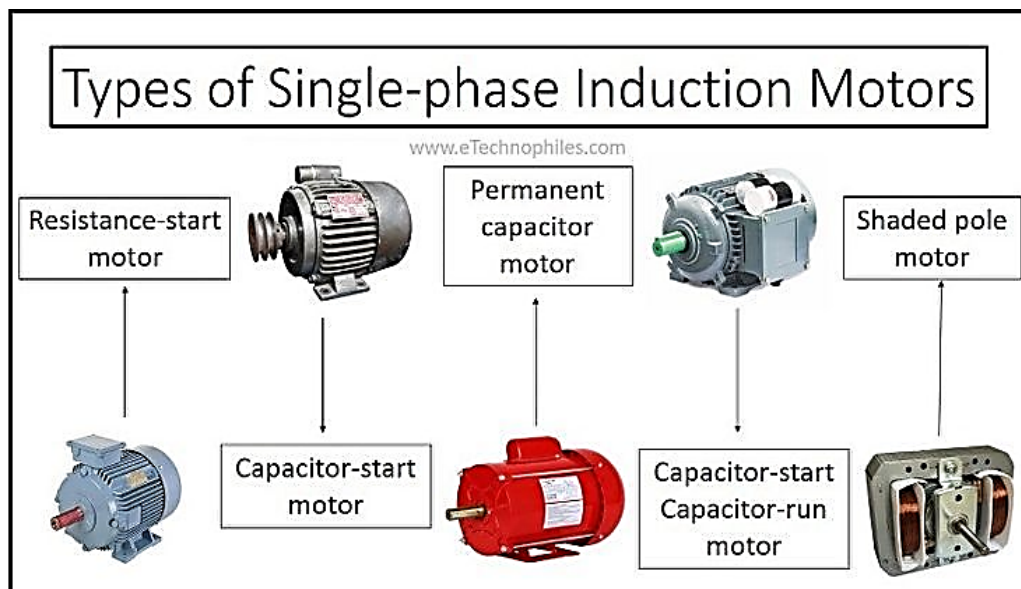 Types of Single-phase Induction Motors
www.eTechnophiles.com
Resistance-start
motor
Permanent
capacitor
motor
Shaded pole
motor
Capacitor-start
motor
Capacitor-start
Capacitor-run
motor